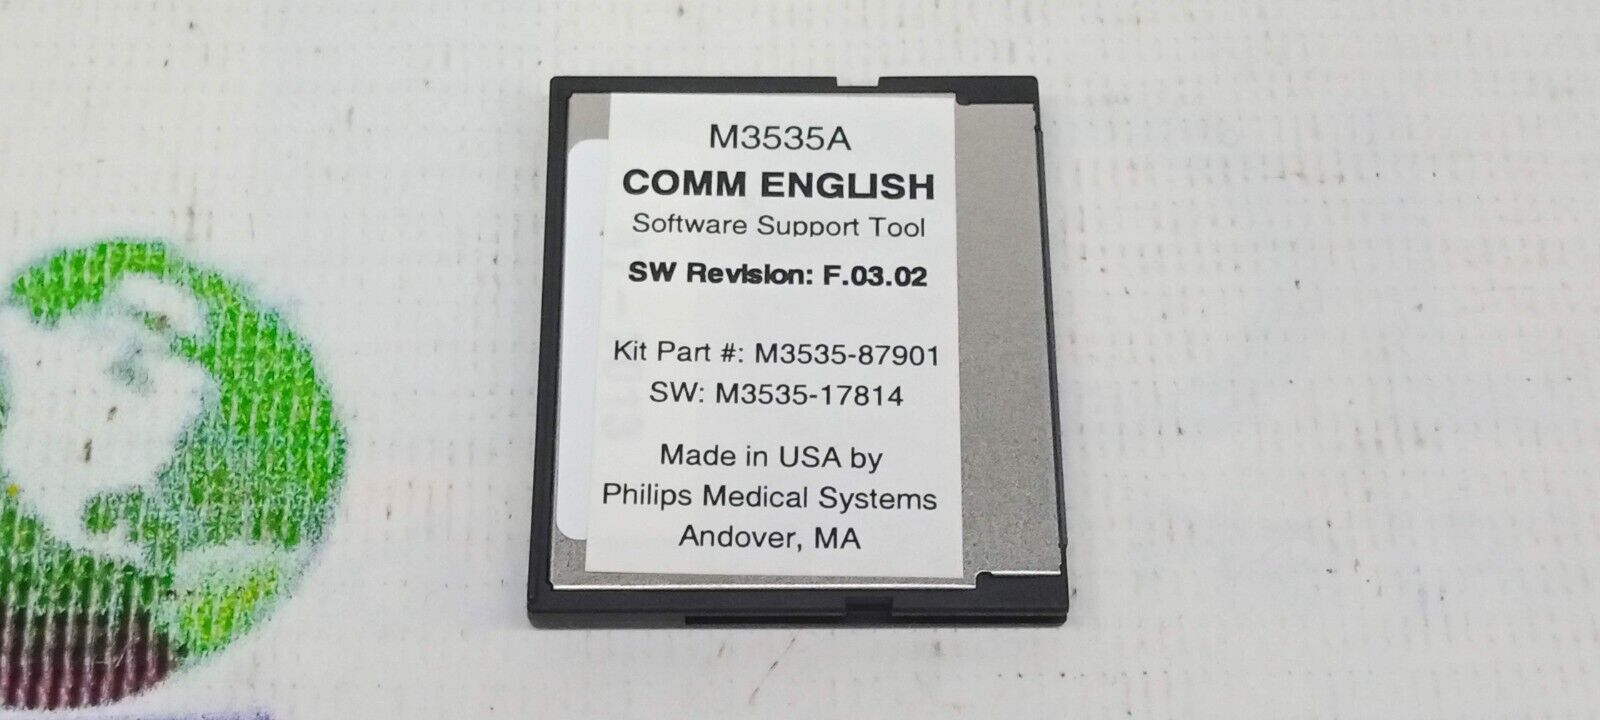 M3535A
COMM ENGLISH
Software Support Tool
SW Revision: F.03.02
Kit Part #: M3535-87901
SW: M3535-17814
Made in USA by
Philips Medical Systems
Andover, MA